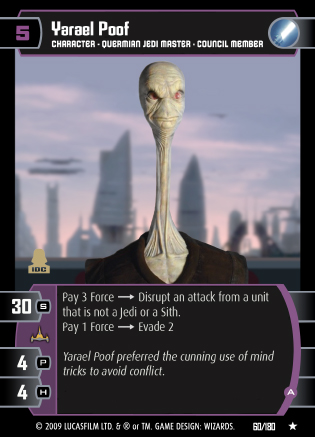 5
Yarael Poof
CHARACTER • QUERMIAN JEDI MASTER • COUNCIL MEMBER
IDC
30 S
Pay 3 Force → Disrupt an attack from a unit
that is not a Jedi or a Sith.
Pay 1 Force → Evade 2
4 P
Yarael Poof preferred the cunning use of mind
tricks to avoid conflict.
4 H
A
© 2009 LUCASFILM LTD. & ® or TM. GAME DESIGN: WIZARDS. 60/180 ★